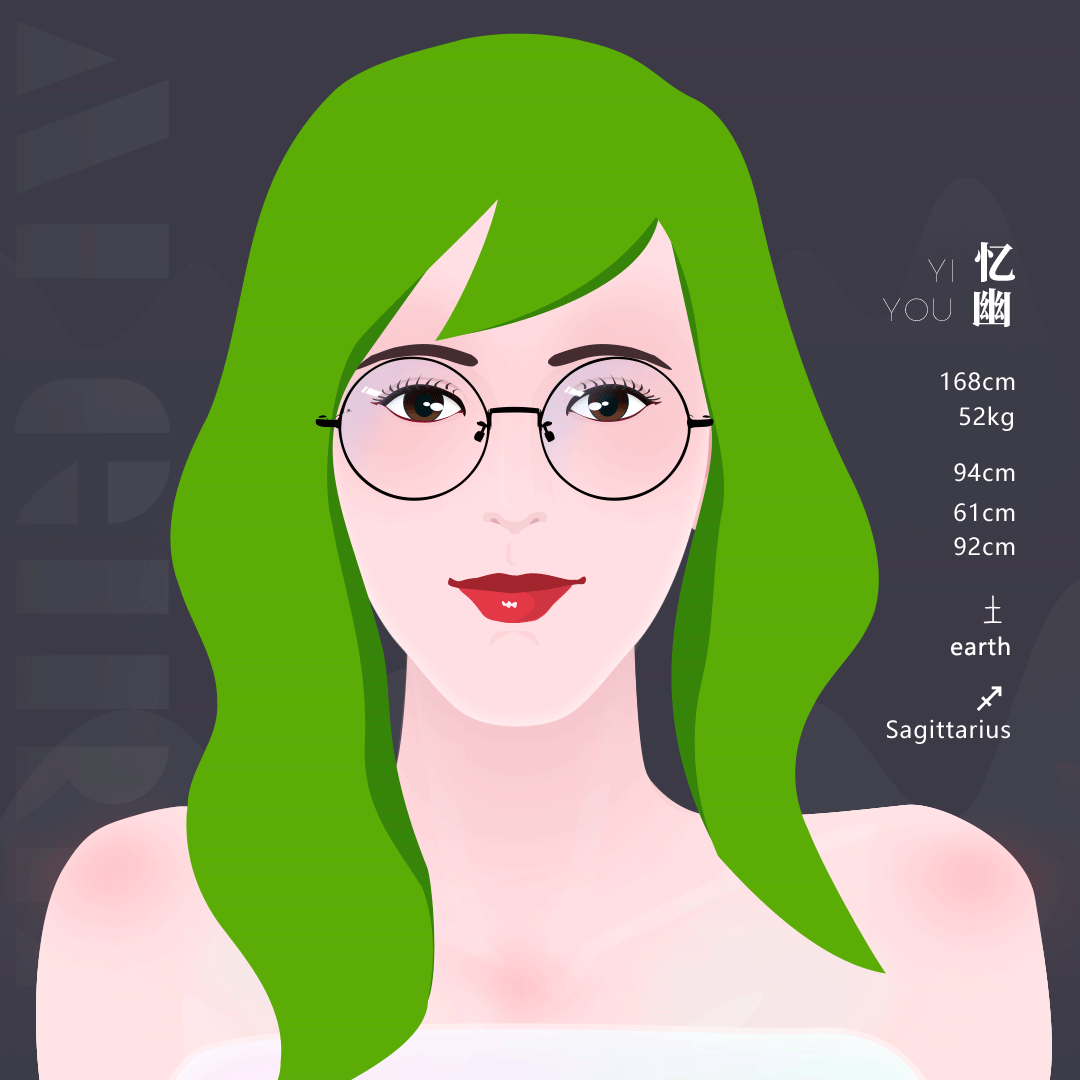 YI 忆
YOU 幽
168cm
52kg
94cm
61cm
92cm
土
earth
♐
Sagittarius